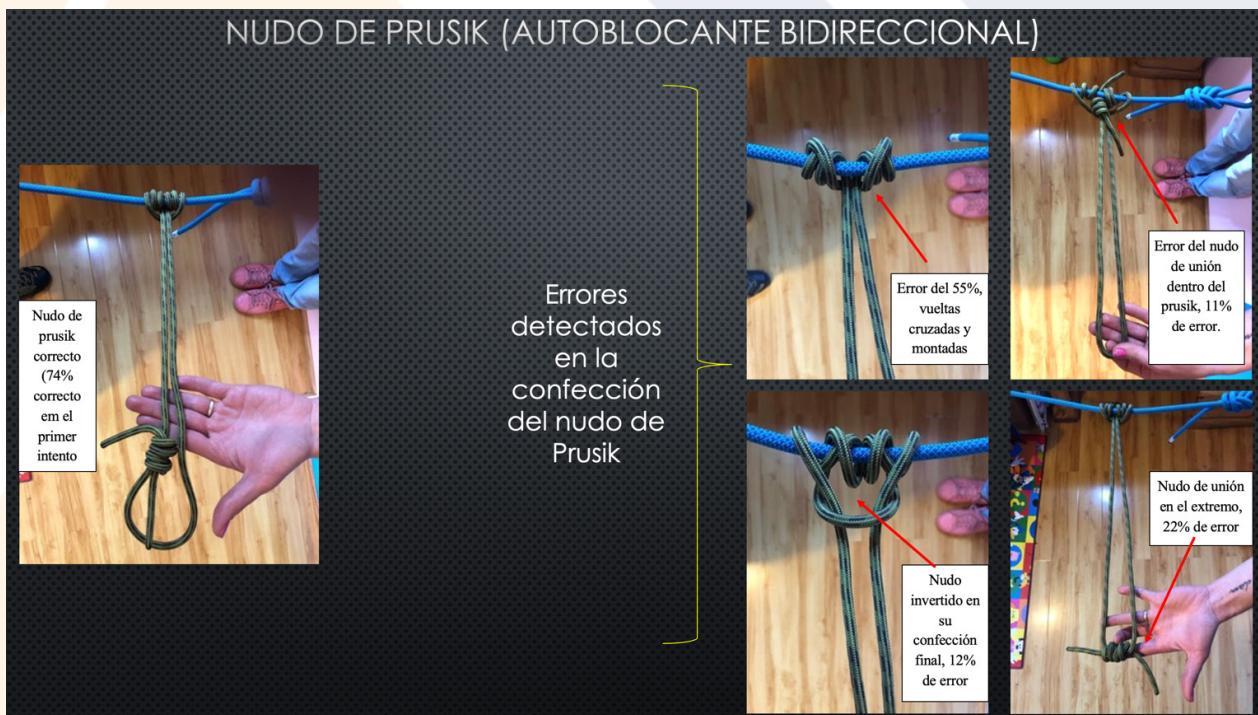 NUDO DE PRUSIK (AUTOBLOCANTE BIDIRECCIONAL)
Nudo de
prusik
correcto
(74%
correcto
em el
primer
intento
Errores
detectados
en la
confección
del nudo de
Prusik
Error del 55%,
vueltas
cruzadas y
montadas
Error del nudo
de unión
dentro del
prusik, 11%
de error.
Nudo
invertido en
su
confección
final, 12%
de error
Nudo de unión
en el extremo,
22% de error